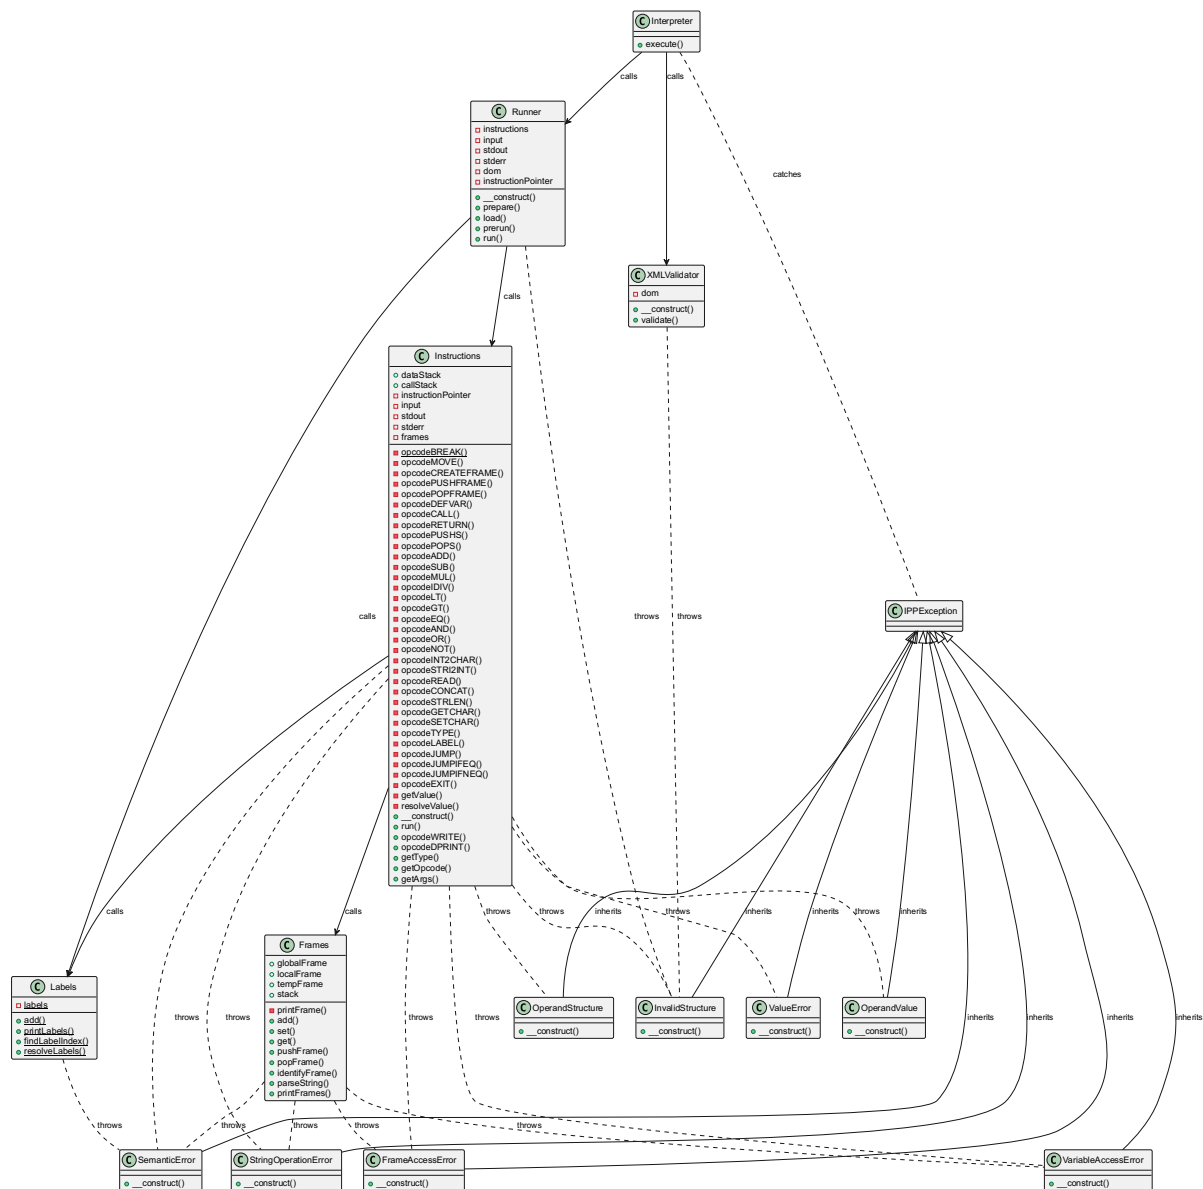 C Interpreter
execute()
calls
calls
C Runner
instructions
input
stdout
stderr
dom
instructionPointer
__construct()
prepare()
load()
prerun()
run()
catches
C XMLValidator
dom
__construct()
validate()
calls
C Instructions
dataStack
callStack
instructionPointer
input
stdout
stderr
frames
opcodeBREAK()
opcodeMOVE()
opcodeCREATEFRAME()
opcodePUSHFRAME()
opcodePOPFRAME()
opcodeDEFVAR()
opcodeCALL()
opcodeRETURN()
opcodePUSHS()
opcodePOPS()
opcodeADD()
opcodeSUB()
opcodeMUL()
opcodeIDIV()
opcodeLT()
opcodeGT()
opcodeEQ()
opcodeAND()
opcodeOR()
opcodeNOT()
opcodeINT2CHAR()
opcodeSTRI2INT()
opcodeREAD()
opcodeCONCAT()
opcodeSTRLEN()
opcodeGETCHAR()
opcodeSETCHAR()
opcodeTYPE()
opcodeLABEL()
opcodeJUMP()
opcodeJUMPIFEQ()
opcodeJUMPIFNEQ()
opcodeEXIT()
getValue()
resolveValue()
__construct()
run()
opcodeWRITE()
opcodeDPRINT()
getType()
getOpcode()
getArgs()
calls
throws
throws
C IPPException
calls
calls
throws
throws
inherits
throws
inherits
inherits
throws
inherits
C Frames
globalFrame
localFrame
tempFrame
stack
printFrame()
add()
set()
get()
pushFrame()
popFrame()
identifyFrame()
parseString()
printFrames()
C Labels
labels
add()
printLabels()
findLabelIndex()
resolveLabels()
C OperandStructure
__construct()
C InvalidStructure
__construct()
C ValueError
__construct()
C OperandValue
__construct()
throws
throws
throws
throws
inherits
inherits
inherits
inherits
throws
throws
throws
throws
throws
C SemanticError
__construct()
C StringOperationError
__construct()
C FrameAccessError
__construct()
C VariableAccessError
__construct()